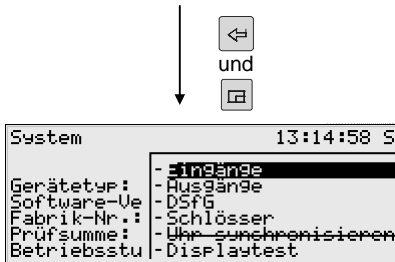 und
System 13:14:58 S
- Eingänge
Gerätetyp: - Ausgänge
Software-Ve - DSfG
Fabrik-Nr.: - Schlösser
Prüfsumme: - Uhr synchronisieren
Betriebsstu - Displaytest